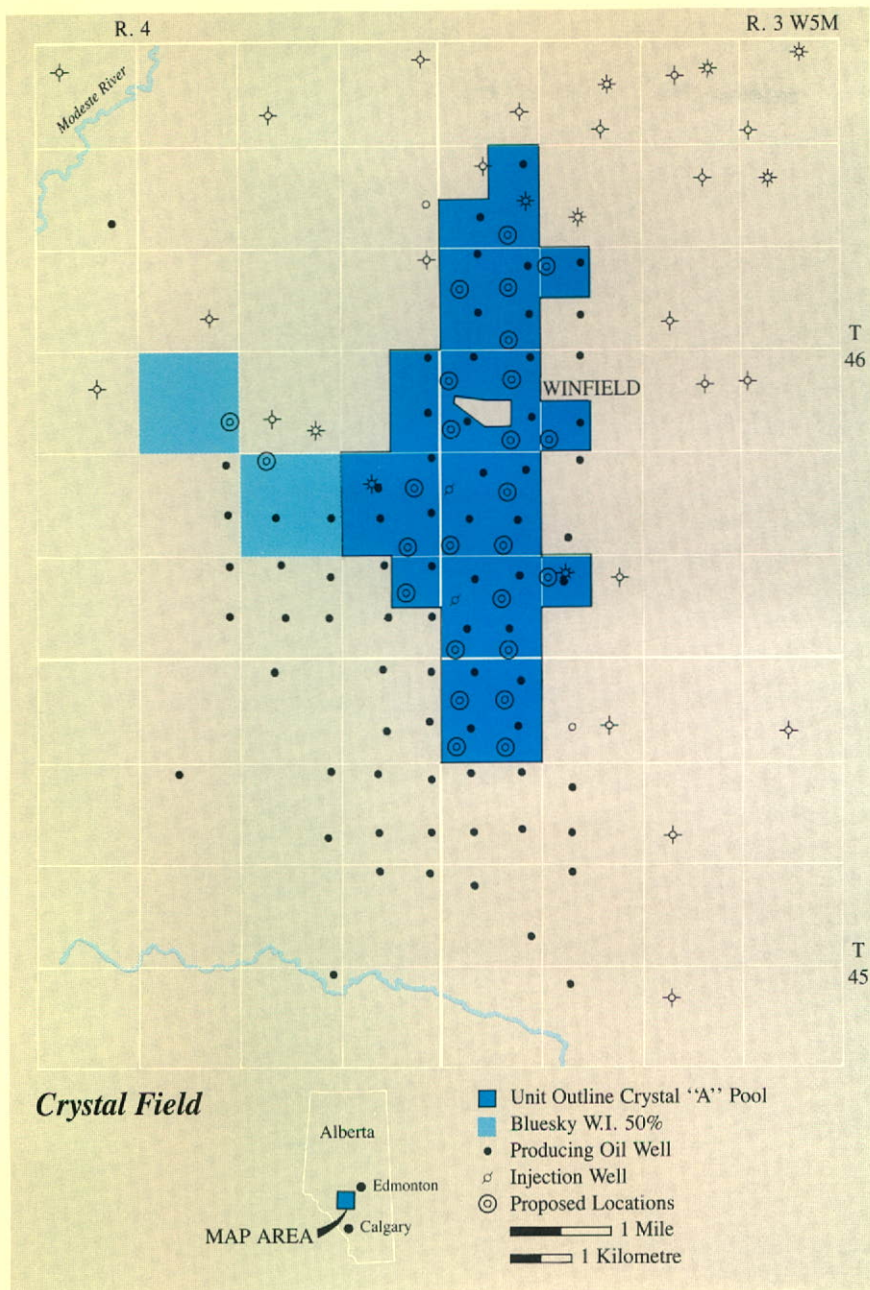 R. 4
R. 3 W5M
Modeste River
T
46
WINFIELD
T
45
Crystal Field
Alberta
Edmonton
Calgary
MAP AREA
Unit Outline Crystal “A” Pool
Bluesky W.I. 50%
Producing Oil Well
Injection Well
Proposed Locations
1 Mile
1 Kilometre